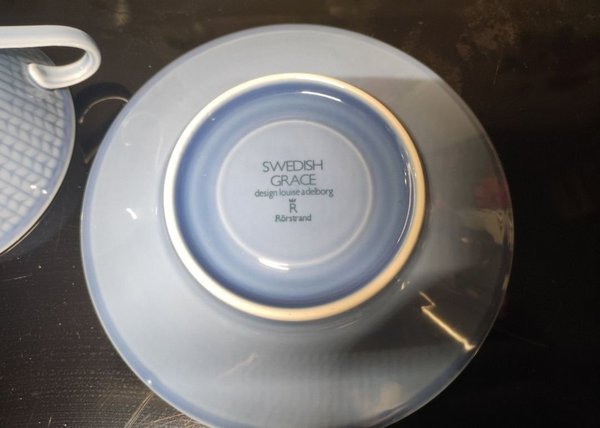 SWEDISH
GRACE
design louise adelborg
R
Rörstrand